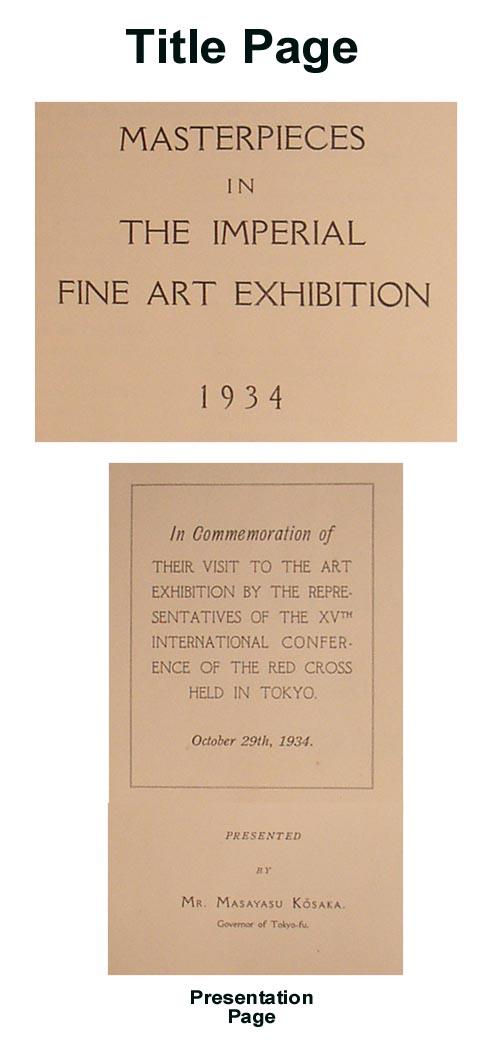 Title Page
MASTERPIECES
IN
THE IMPERIAL
FINE ART EXHIBITION
1934
In Commemoration of
THEIR VISIT TO THE ART
EXHIBITION BY THE REPRE-
SENTATIVES OF THE XVTH
INTERNATIONAL CONFER-
ENCE OF THE RED CROSS
HELD IN TOKYO.
October 29th, 1934.
PRESENTED
BY
MR. MASAYASU KŌSAKA.
Governor of Tokyo-fu.
Presentation
Page